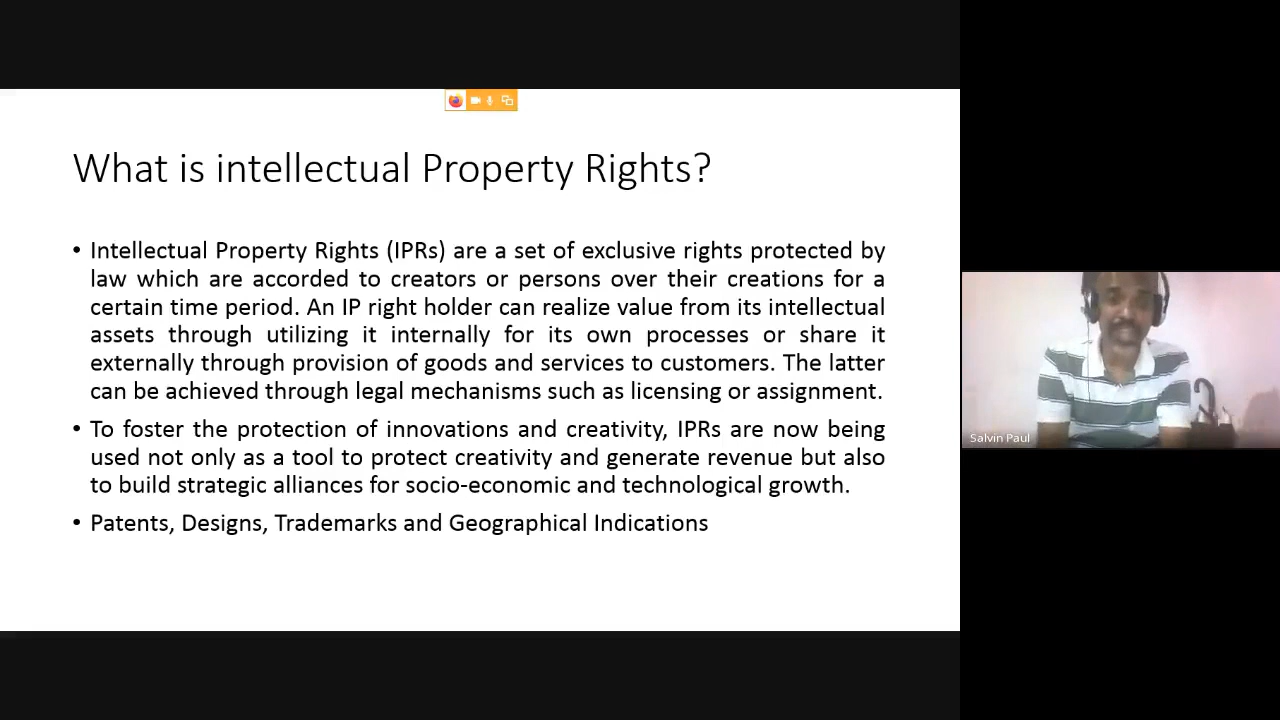 What is intellectual Property Rights?
• Intellectual Property Rights (IPRs) are a set of exclusive rights protected by
law which are accorded to creators or persons over their creations for a
certain time period. An IP right holder can realize value from its intellectual
assets through utilizing it internally for its own processes or share it
externally through provision of goods and services to customers. The latter
can be achieved through legal mechanisms such as licensing or assignment.
• To foster the protection of innovations and creativity, IPRs are now being
used not only as a tool to protect creativity and generate revenue but also
to build strategic alliances for socio-economic and technological growth.
• Patents, Designs, Trademarks and Geographical Indications
Salvin Paul